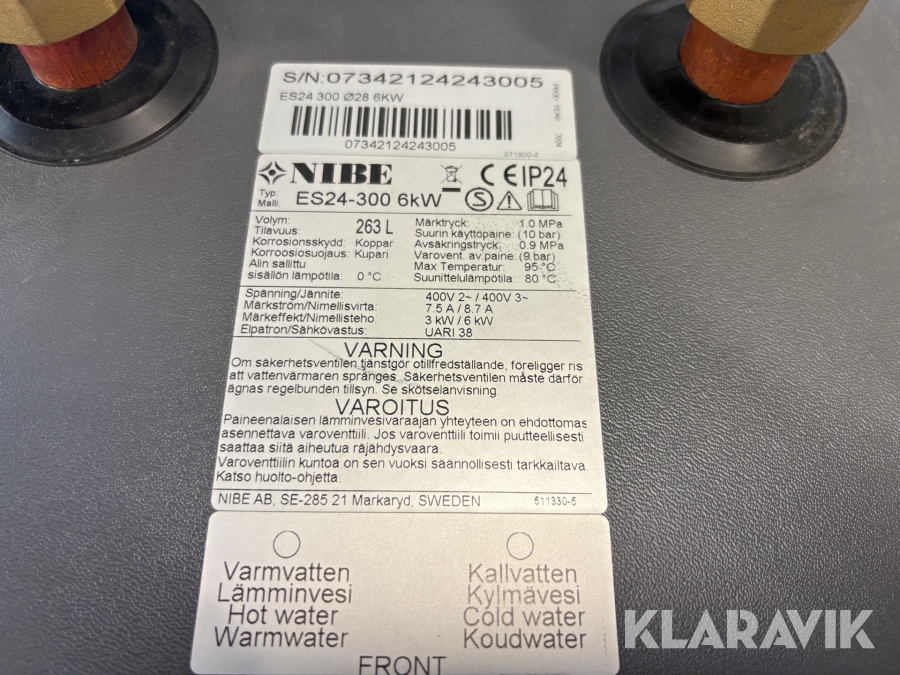 S/N:07342124243005
ES24 300 Ø28 6KW
07342124243005
011800-2
NIBE
CE IP24
Typ:
Malli: ES24-300 6kW
Volym:
Tilavuus: 263 L
Korrosionsskydd: Koppar
Korroosiosuojaus: Kupari
Alin sallittu
sisällön lämpötila: 0 °C
Märktryck: 1.0 MPa
Suurin käyttöpaine: (10 bar)
Avsäkringstryck: 0.9 MPa
Varovent. av.paine: (9 bar)
Max Temperatur: 95 °C
Suunittelulämpötila: 80 °C
Spänning/Jännite: 400V 2~ / 400V 3~
Märkström/Nimellisvirta: 7.5 A / 8.7 A
Märkeffekt/Nimellisteho: 3 kW / 6 kW
Elpatron/Sähkövastus: UARI 38
VARNING
Om säkerhetsventilen tjänstgör otillfredställande, föreligger ris
att vattenvärmaren spränges. Säkerhetsventilen måste därför
ägnas regelbunden tillsyn. Se skötselanvisning.
VAROITUS
Paineenalaisen lämminvesivaraajan yhteyteen on ehdottomas
asennettava varoventtiili. Jos varoventtiili toimii puutteellisesti
saattaa siitä aiheutua räjähdysvaara.
Varoventtiilin kuntoa on sen vuoksi säännöllisesti tarkkailtava
Katso huolto-ohjetta.
NIBE AB, SE-285 21 Markaryd, SWEDEN 511330-5
Varmvatten
Lämminvesi
Hot water
Warmwater
Kallvatten
Kylmävesi
Cold water
Koudwater
FRONT
KLARAVIK